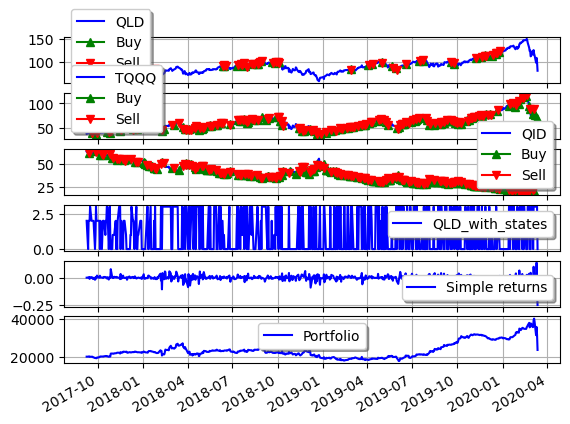 QLD
Buy
Sell
150
100
TQQQ
Buy
Sell
100
50
QID
Buy
Sell
50
25
2.5
0.0
QLD_with_states
0.00
−0.25
Simple returns
40000
20000
Portfolio
2017-10
2018-01
2018-04
2018-07
2018-10
2019-01
2019-04
2019-07
2019-10
2020-01
2020-04